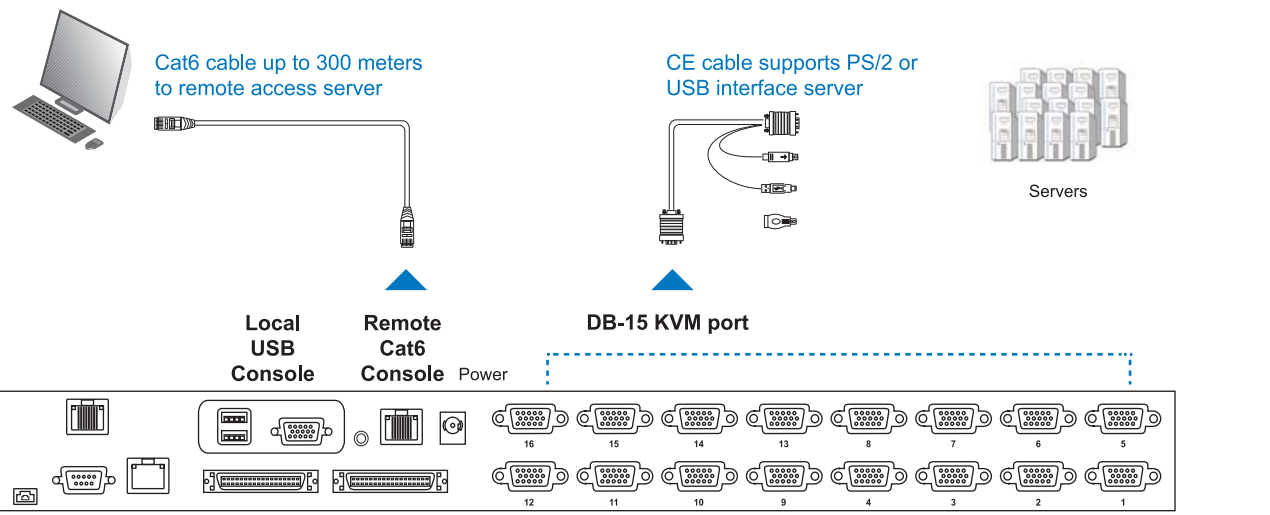 Cat6 cable up to 300 meters
to remote access server
CE cable supports PS/2 or
USB interface server
Servers
Local
USB
Console
Remote
Cat6
Console
Power
DB-15 KVM port
16 15 14 13 8 7 6 5
12 11 10 9 4 3 2 1